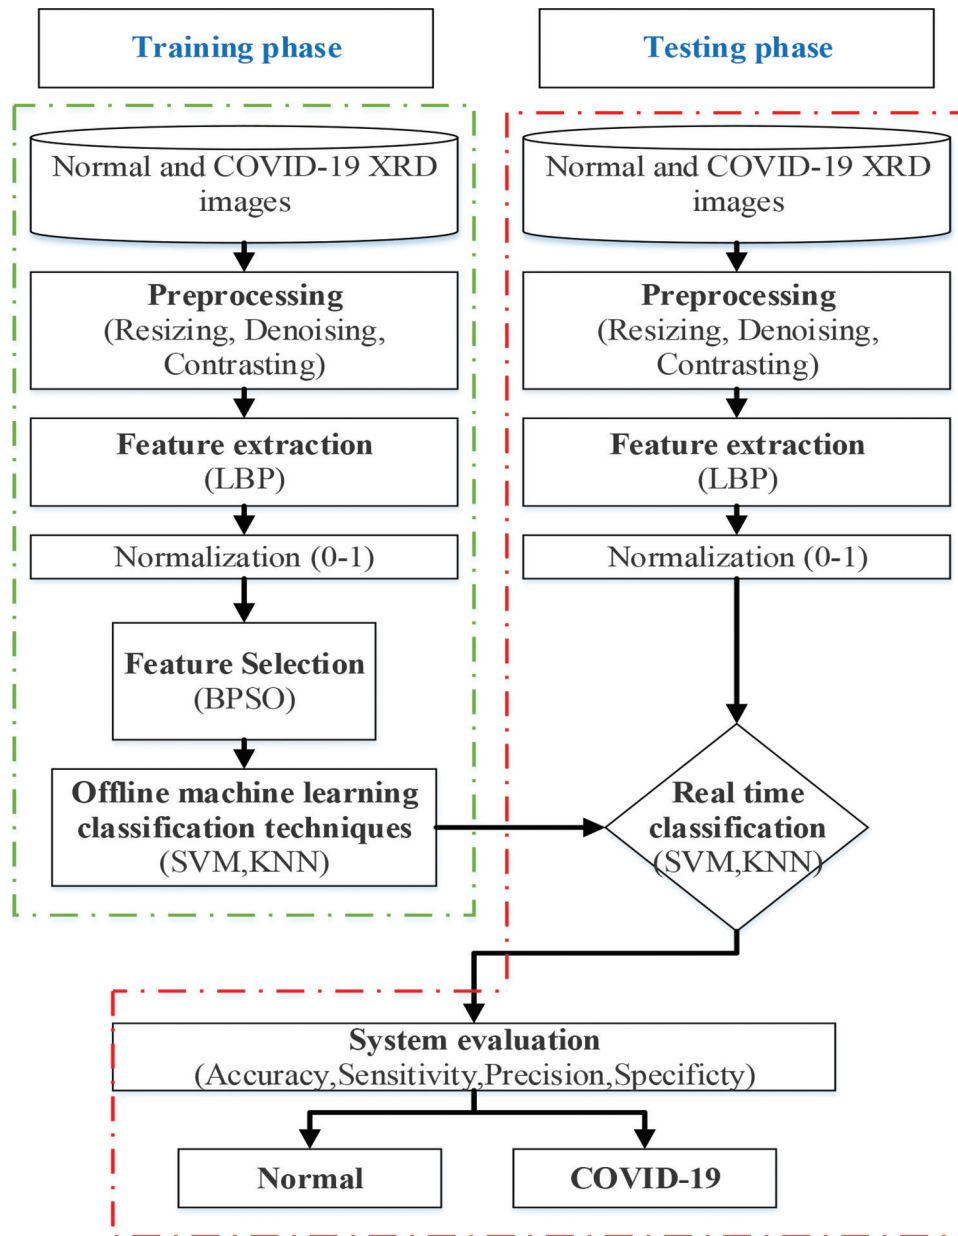 Training phase
Normal and COVID-19 XRD
images
Preprocessing
(Resizing, Denoising,
Contrasting)
Feature extraction
(LBP)
Normalization (0-1)
Feature Selection
(BPSO)
Offline machine learning
classification techniques
(SVM,KNN)
Testing phase
Normal and COVID-19 XRD
images
Preprocessing
(Resizing, Denoising,
Contrasting)
Feature extraction
(LBP)
Normalization (0-1)
Real time
classification
(SVM,KNN)
System evaluation
(Accuracy,Sensitivity,Precision,Specificty)
Normal
COVID-19